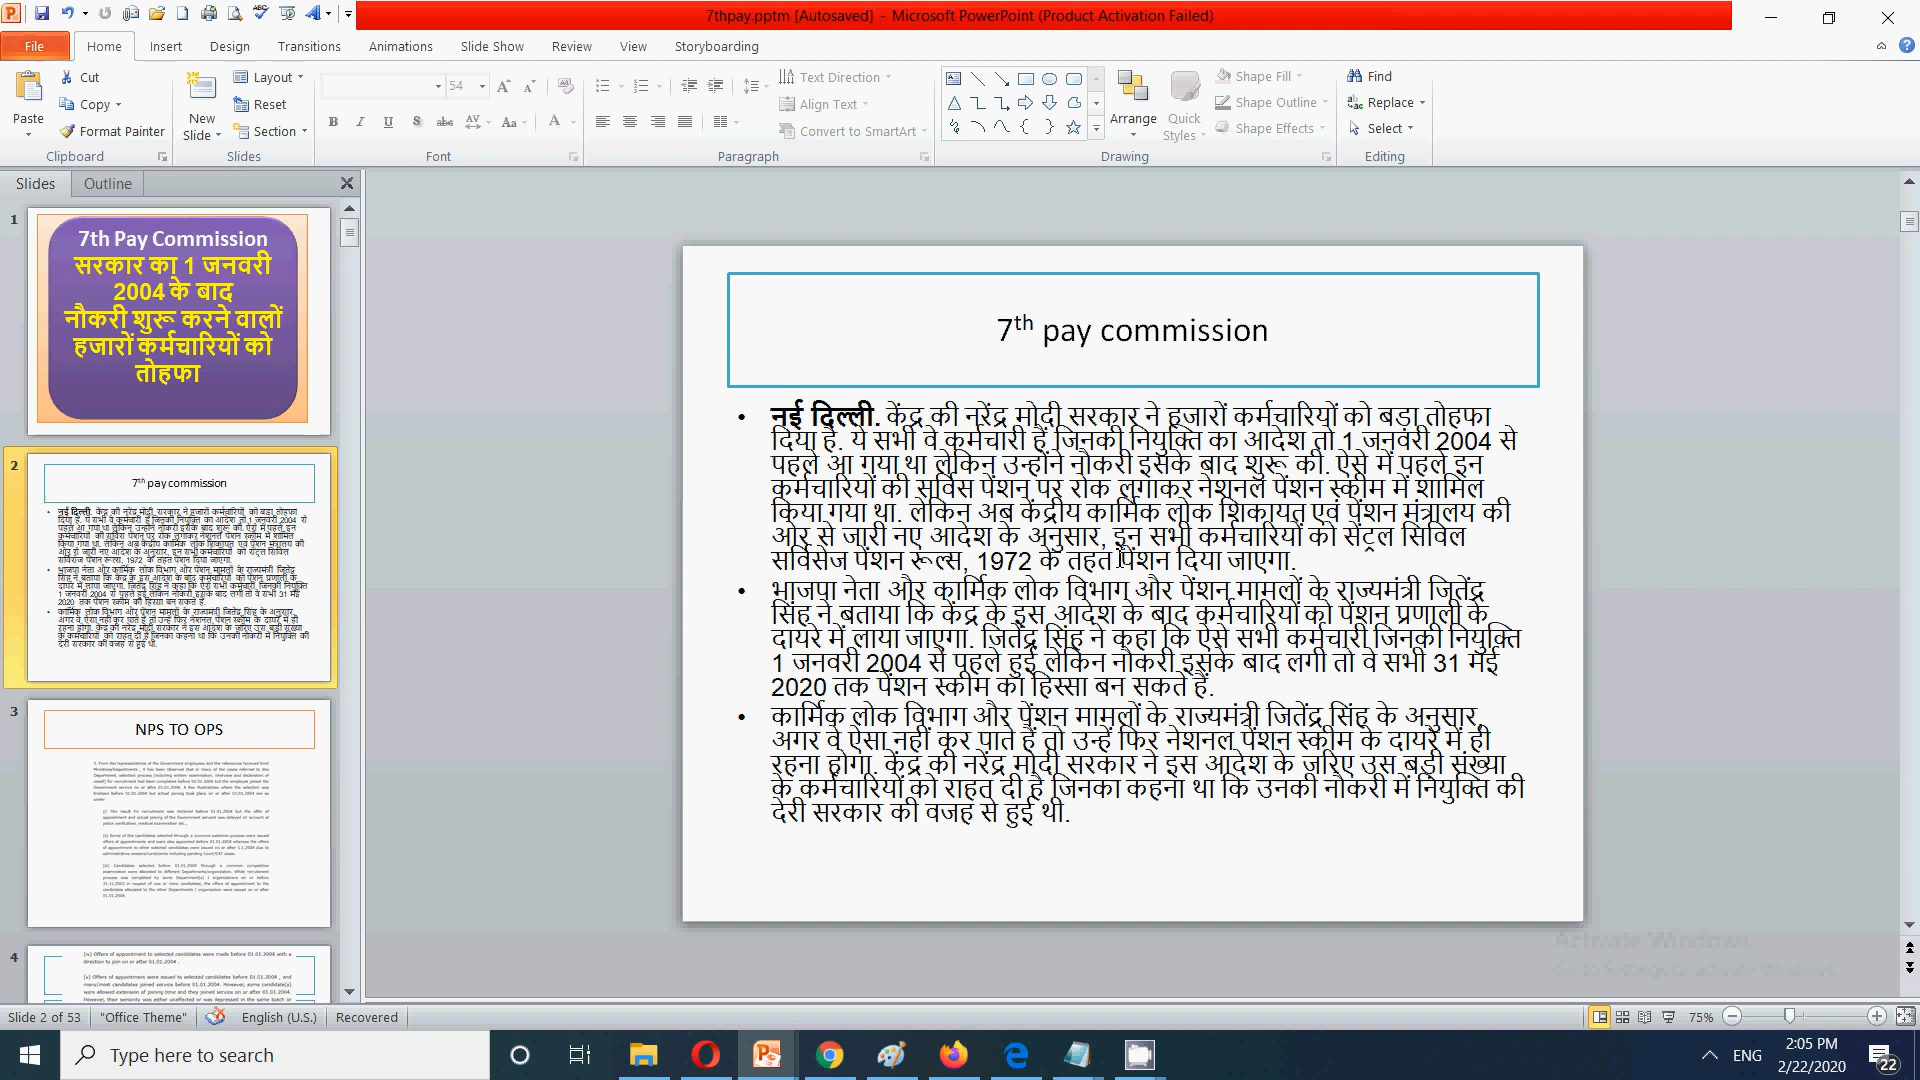 7thpay.pptm [Autosaved] - Microsoft PowerPoint (Product Activation Failed)
File Home Insert Design Transitions Animations Slide Show Review View Storyboarding
Cut
Copy
Format Painter
Paste
Clipboard
New
Slide
Layout
Reset
Section
Slides
54
B I U S abc AV Aa A
Font
Text Direction
Align Text
Convert to SmartArt
Paragraph
Arrange
Quick
Styles
Shape Fill
Shape Outline
Shape Effects
Drawing
Find
Replace
Select
Editing
Slides Outline
1
7th Pay Commission
सरकार का 1 जनवरी
2004 के बाद
नौकरी शुरू करने वालों
हजारों कर्मचारियों को
तोहफा
2
7th pay commission
3
NPS TO OPS
4
7th pay commission
• नई दिल्ली. केंद्र की नरेंद्र मोदी सरकार ने हजारों कर्मचारियों को बड़ा तोहफा
दिया है. ये सभी वे कर्मचारी हैं जिनकी नियुक्ति का आदेश तो 1 जनवरी 2004 से
पहले आ गया था लेकिन उन्होंने नौकरी इसके बाद शुरू की. ऐसे में पहले इन
कर्मचारियों की सर्विस पेंशन पर रोक लगाकर नेशनल पेंशन स्कीम में शामिल
किया गया था. लेकिन अब केंद्रीय कार्मिक लोक शिकायत एवं पेंशन मंत्रालय की
ओर से जारी नए आदेश के अनुसार, इन सभी कर्मचारियों को सेंट्रल सिविल
सर्विसेज पेंशन रूल्स, 1972 के तहत पेंशन दिया जाएगा.
• भाजपा नेता और कार्मिक लोक विभाग और पेंशन मामलों के राज्यमंत्री जितेंद्र
सिंह ने बताया कि केंद्र के इस आदेश के बाद कर्मचारियों को पेंशन प्रणाली के
दायरे में लाया जाएगा. जितेंद्र सिंह ने कहा कि ऐसे सभी कर्मचारी जिनकी नियुक्ति
1 जनवरी 2004 से पहले हुई लेकिन नौकरी इसके बाद लगी तो वे सभी 31 मई
2020 तक पेंशन स्कीम का हिस्सा बन सकते हैं.
• कार्मिक लोक विभाग और पेंशन मामलों के राज्यमंत्री जितेंद्र सिंह के अनुसार,
अगर वे ऐसा नहीं कर पाते हैं तो उन्हें फिर नेशनल पेंशन स्कीम के दायरे में ही
रहना होगा. केंद्र की नरेंद्र मोदी सरकार ने इस आदेश के जरिए उस बड़ी संख्या
के कर्मचारियों को राहत दी है जिनका कहना था कि उनकी नौकरी में नियुक्ति की
देरी सरकार की वजह से हुई थी.
Activate Windows
Slide 2 of 53 "Office Theme" English (U.S.) Recovered 75%
Type here to search
ENG
2:05 PM
2/22/2020
22